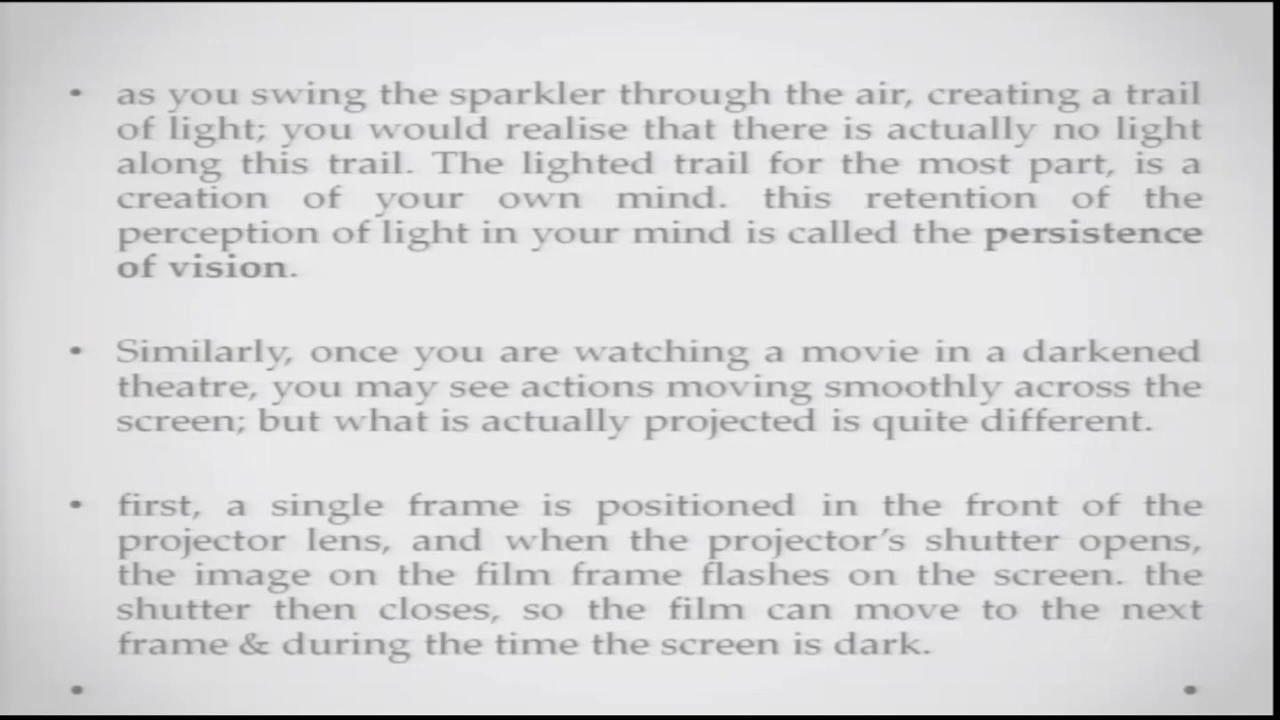 • as you swing the sparkler through the air, creating a trail
of light; you would realise that there is actually no light
along this trail. The lighted trail for the most part, is a
creation of your own mind. this retention of the
perception of light in your mind is called the persistence
of vision.
• Similarly, once you are watching a movie in a darkened
theatre, you may see actions moving smoothly across the
screen; but what is actually projected is quite different.
• first, a single frame is positioned in the front of the
projector lens, and when the projector's shutter opens,
the image on the film frame flashes on the screen. the
shutter then closes, so the film can move to the next
frame & during the time the screen is dark.